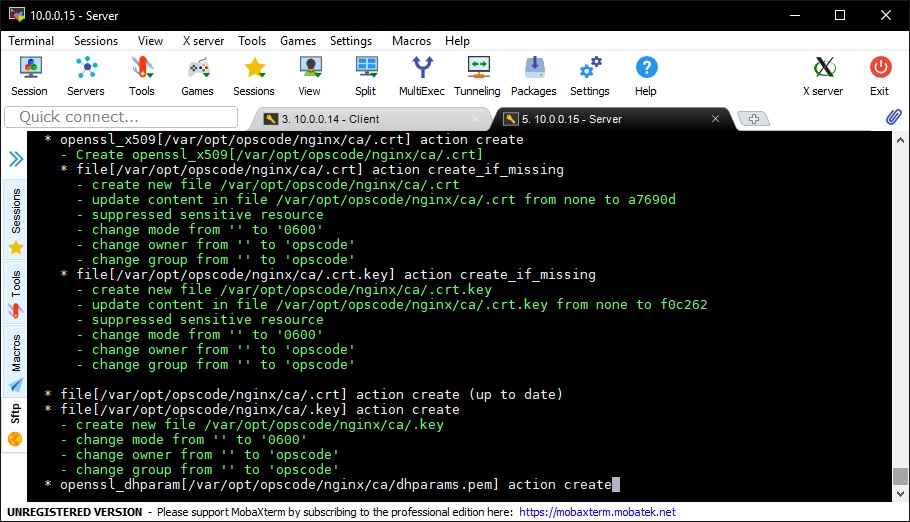 10.0.0.15 - Server
Terminal Sessions View X server Tools Games Settings Macros Help
Session Servers Tools Games Sessions View Split MultiExec Tunneling Packages Settings Help X server Exit
Quick connect...
3. 10.0.0.14 - Client
5. 10.0.0.15 - Server
Sessions
Tools
Macros
Sftp
* openssl_x509[/var/opt/opscode/nginx/ca/.crt] action create
- Create openssl_x509[/var/opt/opscode/nginx/ca/.crt]
* file[/var/opt/opscode/nginx/ca/.crt] action create_if_missing
- create new file /var/opt/opscode/nginx/ca/.crt
- update content in file /var/opt/opscode/nginx/ca/.crt from none to a7690d
- suppressed sensitive resource
- change mode from '' to '0600'
- change owner from '' to 'opscode'
- change group from '' to 'opscode'
* file[/var/opt/opscode/nginx/ca/.crt.key] action create_if_missing
- create new file /var/opt/opscode/nginx/ca/.crt.key
- update content in file /var/opt/opscode/nginx/ca/.crt.key from none to f0c262
- suppressed sensitive resource
- change mode from '' to '0600'
- change owner from '' to 'opscode'
- change group from '' to 'opscode'
* file[/var/opt/opscode/nginx/ca/.crt] action create (up to date)
* file[/var/opt/opscode/nginx/ca/.key] action create
- create new file /var/opt/opscode/nginx/ca/.key
- change mode from '' to '0600'
- change owner from '' to 'opscode'
- change group from '' to 'opscode'
* openssl_dhparam[/var/opt/opscode/nginx/ca/dhparams.pem] action create
UNREGISTERED VERSION - Please support MobaXterm by subscribing to the professional edition here: https://mobaxterm.mobatek.net